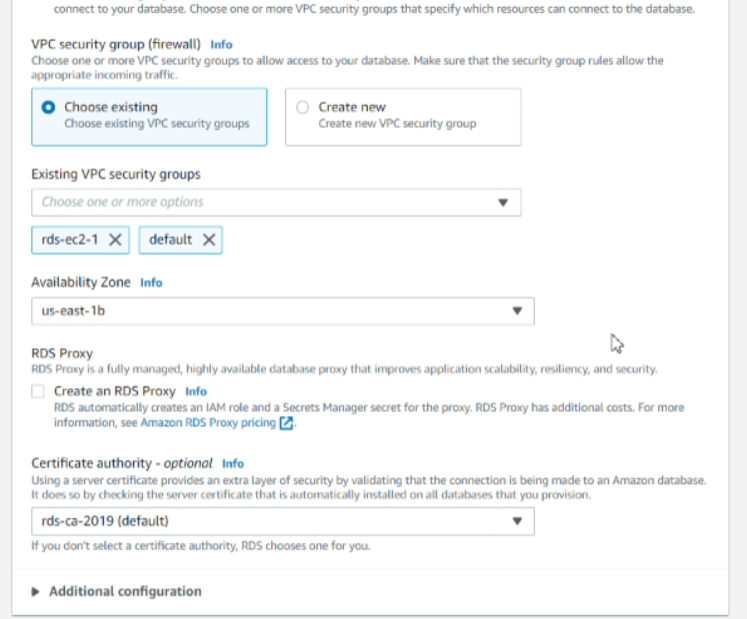 connect to your database. Choose one or more VPC security groups that specify which resources can connect to the database.
VPC security group (firewall) Info
Choose one or more VPC security groups to allow access to your database. Make sure that the security group rules allow the
appropriate incoming traffic.
Choose existing
Choose existing VPC security groups
Create new
Create new VPC security group
Existing VPC security groups
Choose one or more options
rds-ec2-1
default
Availability Zone Info
us-east-1b
RDS Proxy
RDS Proxy is a fully managed, highly available database proxy that improves application scalability, resiliency, and security.
Create an RDS Proxy Info
RDS automatically creates an IAM role and a Secrets Manager secret for the proxy. RDS Proxy has additional costs. For more
information, see Amazon RDS Proxy pricing.
Certificate authority - optional Info
Using a server certificate provides an extra layer of security by validating that the connection is being made to an Amazon database.
It does so by checking the server certificate that is automatically installed on all databases that you provision.
rds-ca-2019 (default)
If you don't select a certificate authority, RDS chooses one for you.
Additional configuration